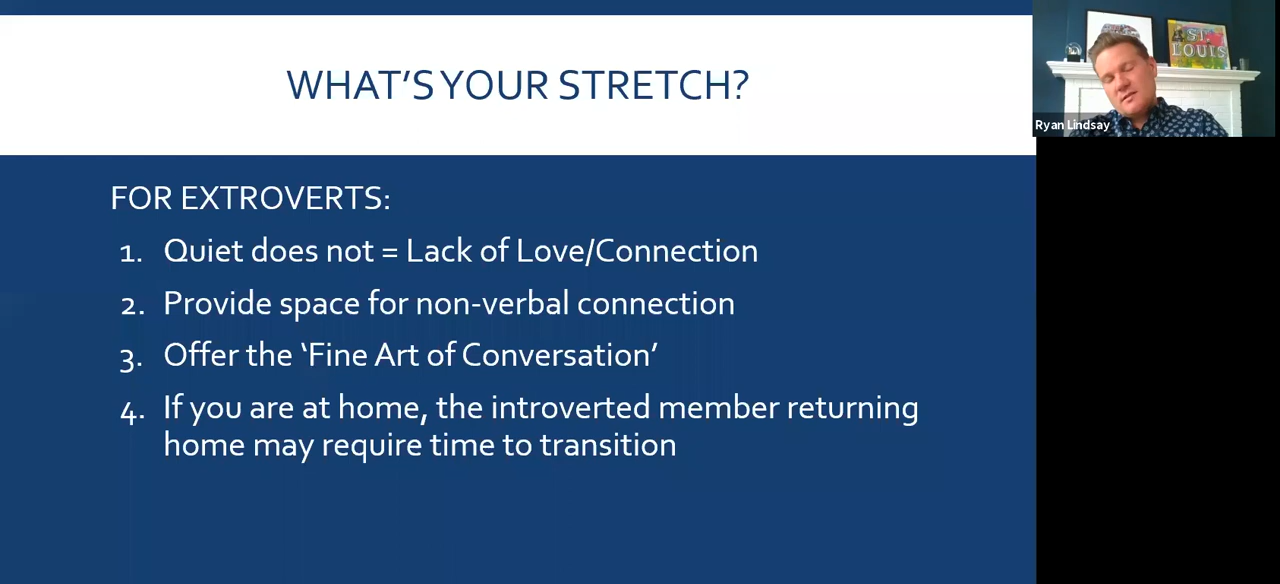 WHAT'S YOUR STRETCH?
FOR EXTROVERTS:
1. Quiet does not = Lack of Love/Connection
2. Provide space for non-verbal connection
3. Offer the ‘Fine Art of Conversation’
4. If you are at home, the introverted member returning
home may require time to transition
ST.
LOUIS
Ryan Lindsay